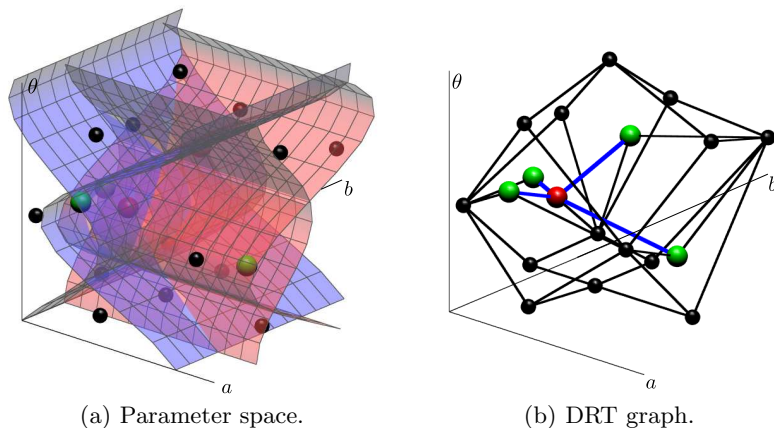 θ
b
a
θ
b
a
(a) Parameter space.
(b) DRT graph.